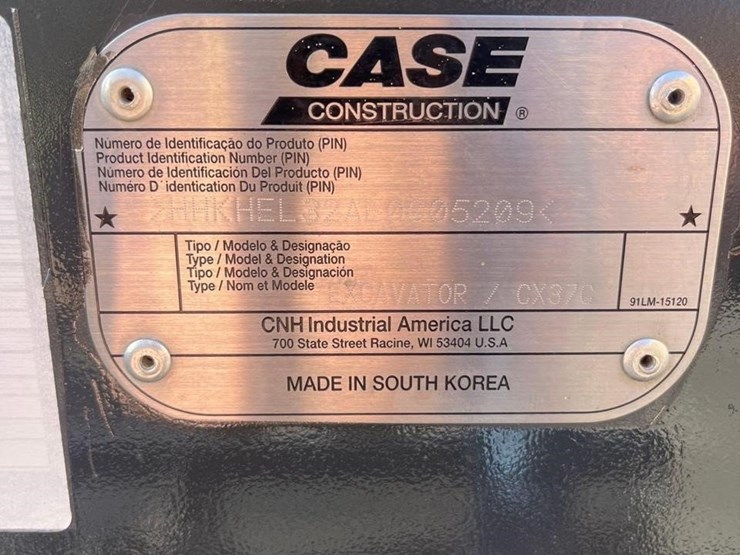 CASE
CONSTRUCTION ®
Número de Identificação do Produto (PIN)
Product Identification Number (PIN)
Número de Identificación Del Producto (PIN)
Numéro D'identification Du Produit (PIN)
Tipo / Modelo & Designação
Type / Model & Designation
Tipo / Modelo & Designación
Type / Nom et Modele
EXCAVATOR / CX37C
91LM-15120
CNH Industrial America LLC
700 State Street Racine, WI 53404 U.S.A
MADE IN SOUTH KOREA